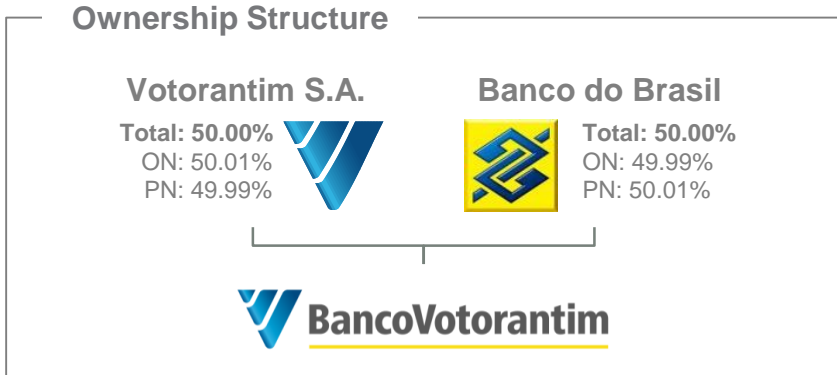 Ownership Structure
Votorantim S.A.
Total: 50.00%
ON: 50.01%
PN: 49.99%
Banco do Brasil
Total: 50.00%
ON: 49.99%
PN: 50.01%
BancoVotorantim